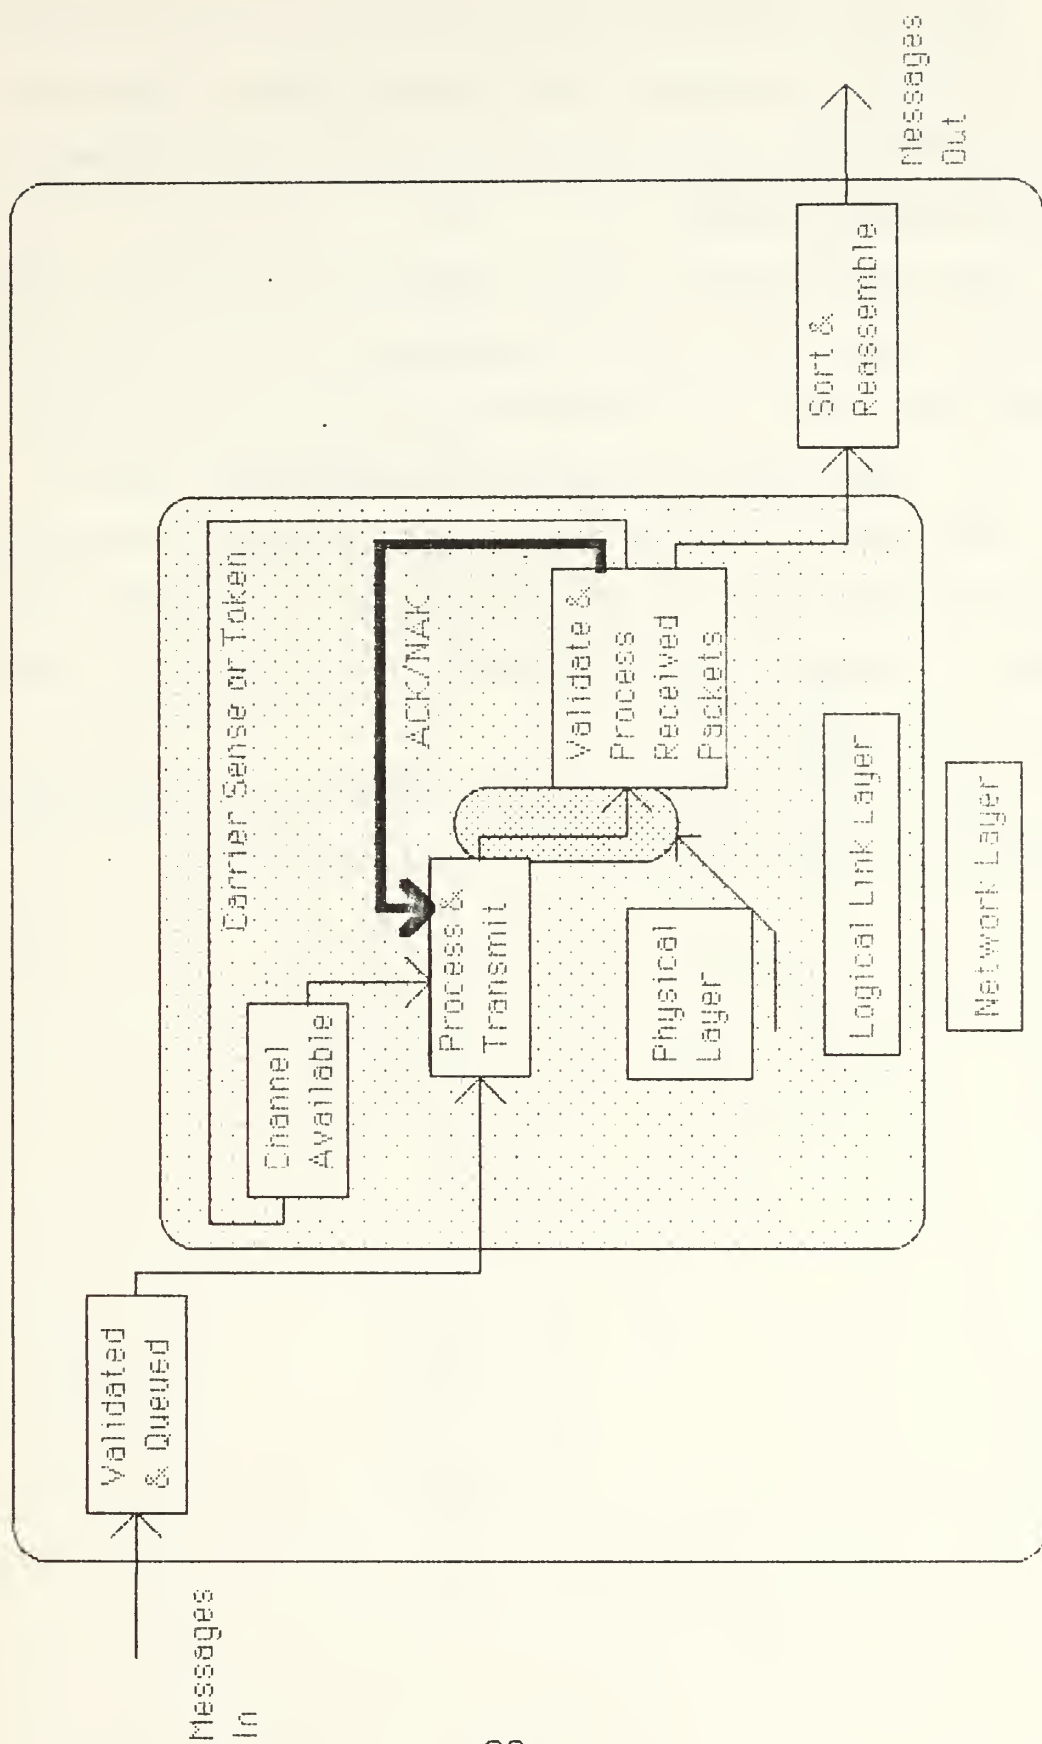 Messages
In
Validated
& Queued
Channel
Available
Carrier Sense or Token
Process &
Transmit
ACK/NAK
Validate &
Process
Received
Packets
Physical
Layer
Logical Link Layer
Network Layer
Sort &
Reassemble
Messages
Out